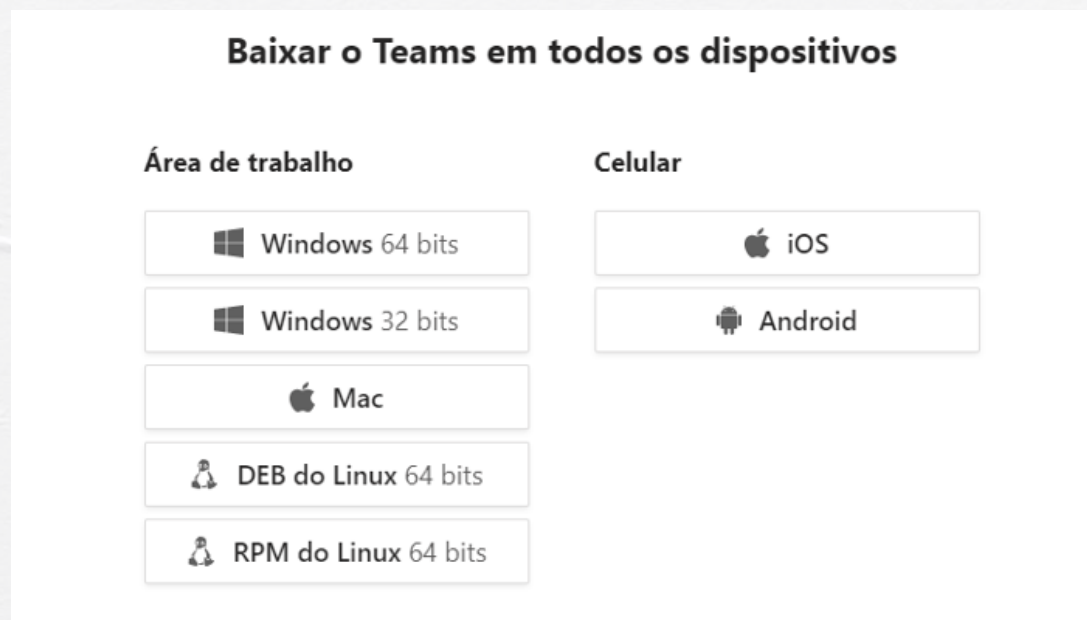 Baixar o Teams em todos os dispositivos
Área de trabalho
Windows 64 bits
Windows 32 bits
Mac
DEB do Linux 64 bits
RPM do Linux 64 bits
Celular
iOS
Android